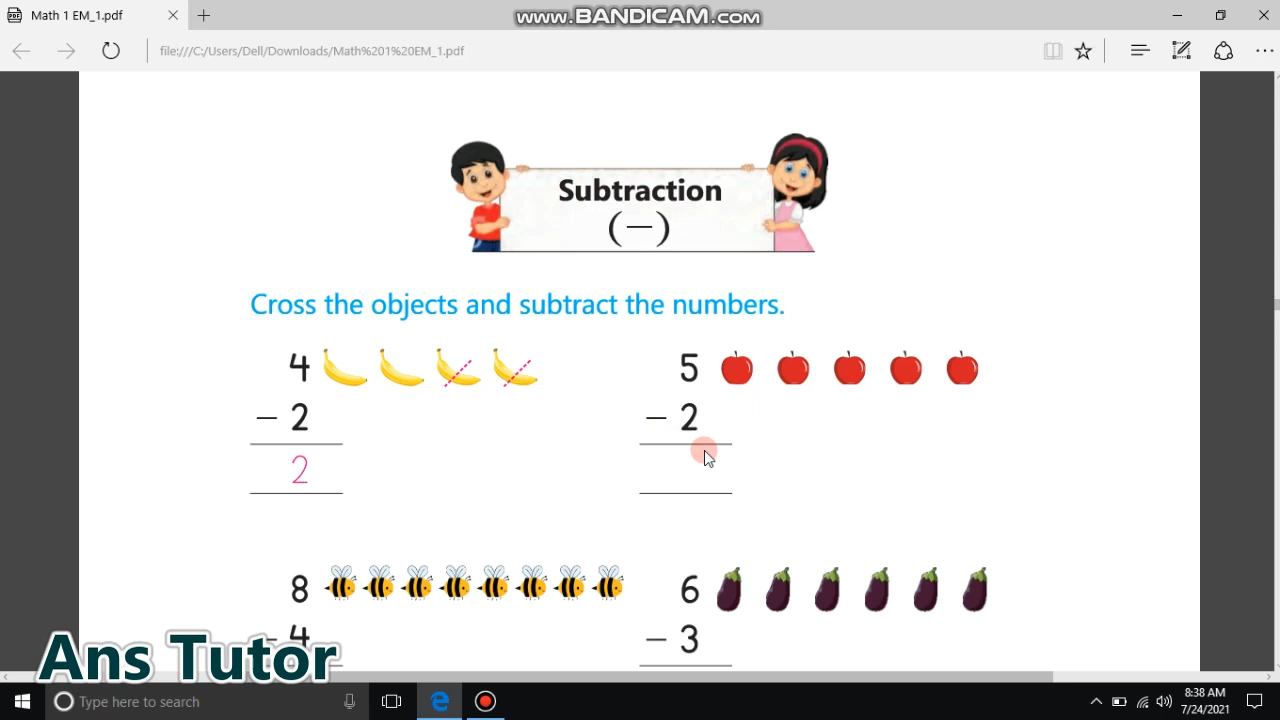 Math 1 EM_1.pdf
www.BANDICAM.com
file:///C:/Users/Dell/Downloads/Math%201%20EM_1.pdf
Subtraction
(—)
Cross the objects and subtract the numbers.
4
− 2
2
5
− 2
8
− 4
6
− 3
Ans Tutor
Type here to search
8:38 AM
7/24/2021